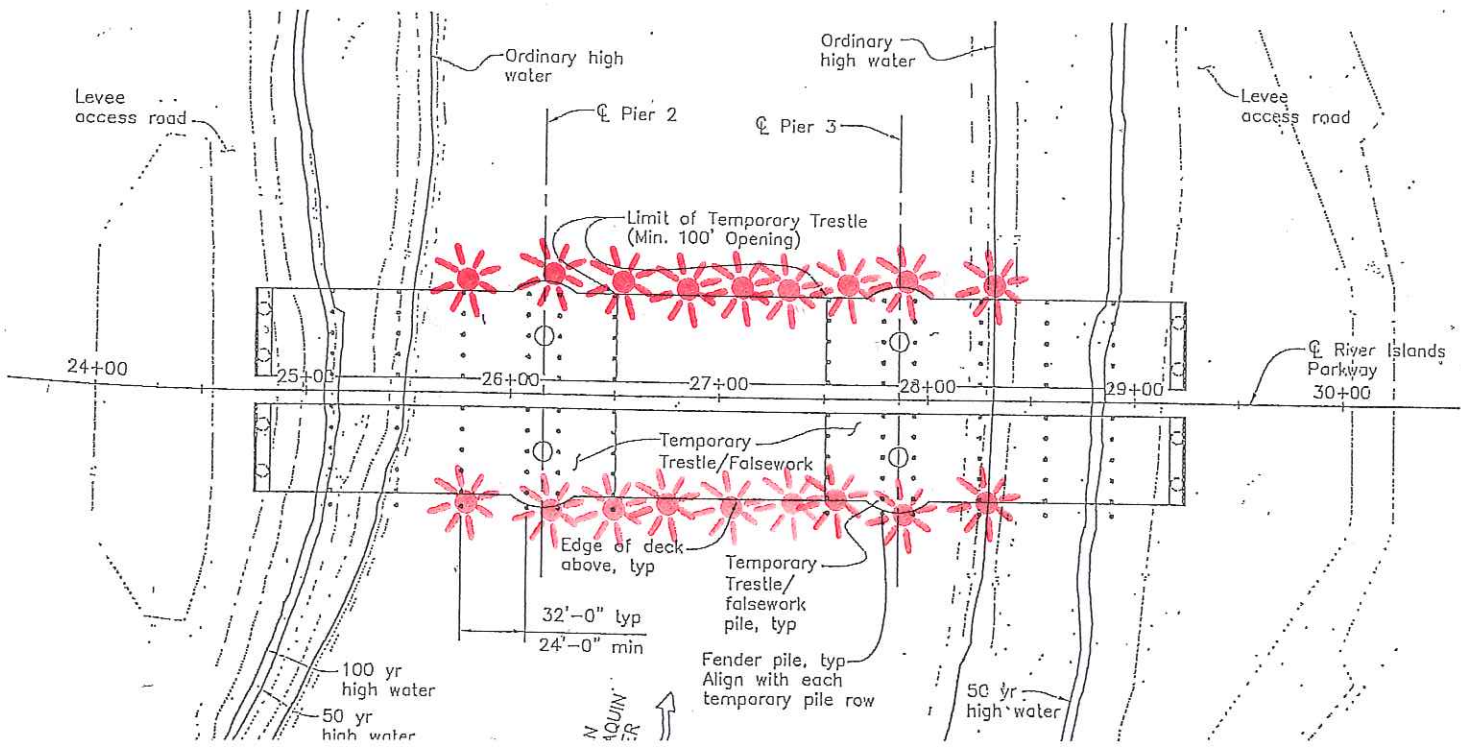 Ordinary high
water
Ordinary high
water
Levee
access road
℄ Pier 2
℄ Pier 3
Levee
access road
Limit of Temporary Trestle
(Min. 100' Opening)
24+00
25+0
26+00
27+00
28+00
29+00
30+00
℄ River Islands
Parkway
Temporary
Trestle/Falsework
Edge of deck
above, typ
Temporary
Trestle/
falsework
pile, typ
32'-0" typ
24'-0" min
Fender pile, typ
Align with each
temporary pile row
100 yr
high water
50 yr
high water
50 yr
high water
N
AQUIN
ER